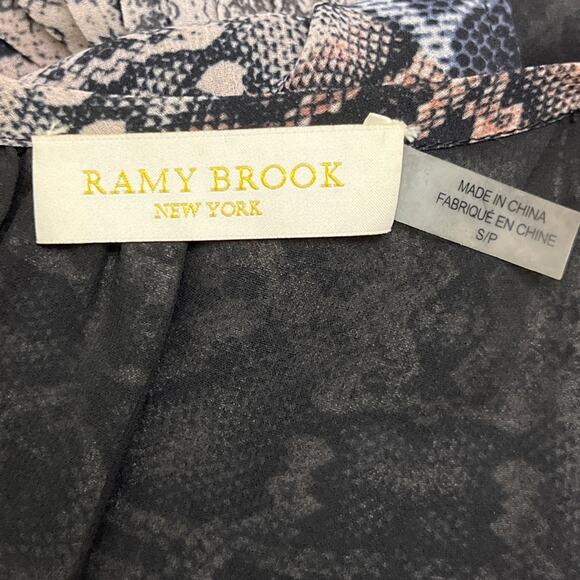 RAMY BROOK
NEW YORK
MADE IN CHINA
FABRIQUÉ EN CHINE
S/P